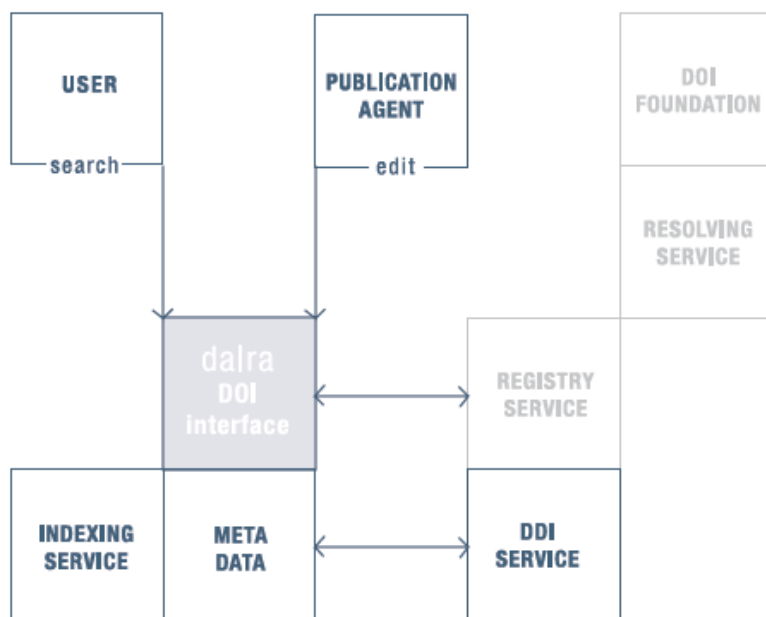 USER
search
PUBLICATION
AGENT
edit
DOI
FOUNDATION
RESOLVING
SERVICE
da|ra
DOI
interface
REGISTRY
SERVICE
INDEXING
SERVICE
META
DATA
DDI
SERVICE